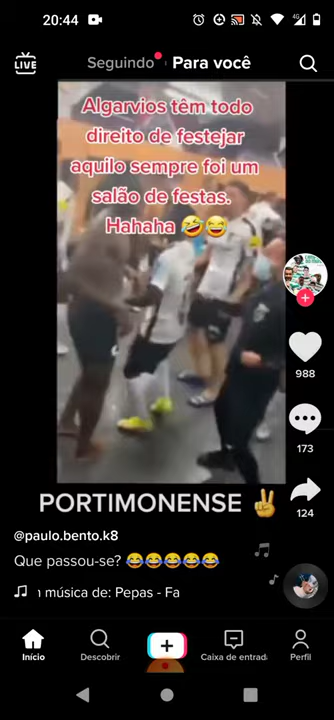 20:44
4G
LIVE
Seguindo
Para você
Algarvios têm todo
direito de festejar
aquilo sempre foi um
salão de festas.
Hahaha 🤣😂
988
173
124
PORTIMONENSE ✌️
@paulo.bento.k8
Que passou-se? 😂😂😂😂😂
música de: Pepas - Fa
Início
Descobrir
Caixa de entrad
Perfil